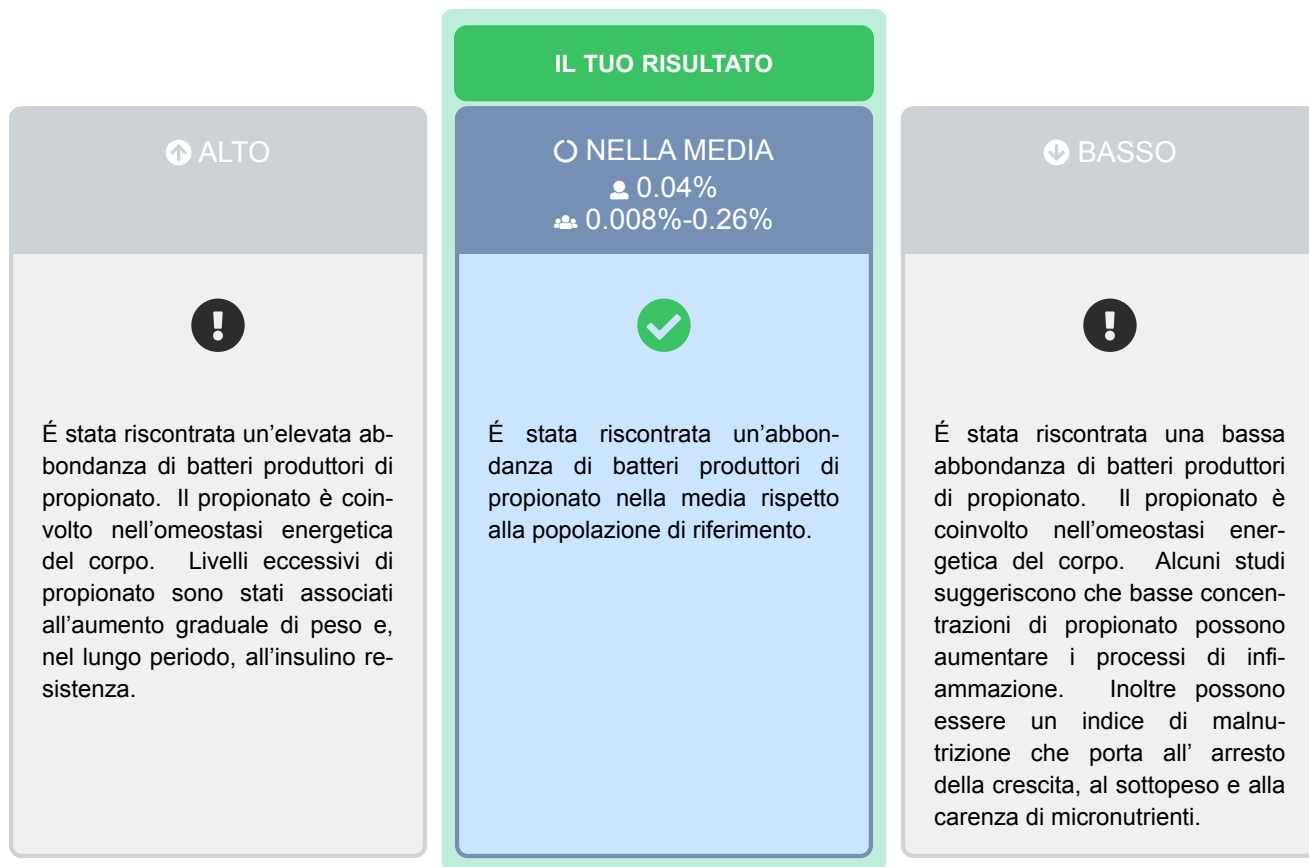 IL TUO RISULTATO
ALTO
É stata riscontrata un'elevata ab-
bondanza di batteri produttori di
propionato. Il propionato è coin-
volto nell'omeostasi energetica
del corpo. Livelli eccessivi di
propionato sono stati associati
all'aumento graduale di peso e,
nel lungo periodo, all'insulino re-
sistenza.
NELLA MEDIA
0.04%
0.008%-0.26%
É stata riscontrata un'abbon-
danza di batteri produttori di
propionato nella media rispetto
alla popolazione di riferimento.
BASSO
É stata riscontrata una bassa
abbondanza di batteri produttori
di propionato. Il propionato è
coinvolto nell'omeostasi ener-
getica del corpo. Alcuni studi
suggeriscono che basse concen-
trazioni di propionato possono
aumentare i processi di infi-
ammazione. Inoltre possono
essere un indice di malnu-
trizione che porta all' arresto
della crescita, al sottopeso e alla
carenza di micronutrienti.